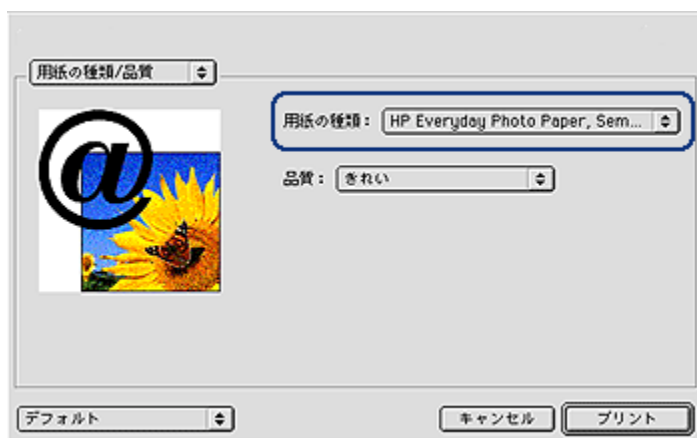 用紙の種類/品質
用紙の種類： HP Everyday Photo Paper, Sem...
@
品質： きれい
デフォルト
キャンセル
プリント